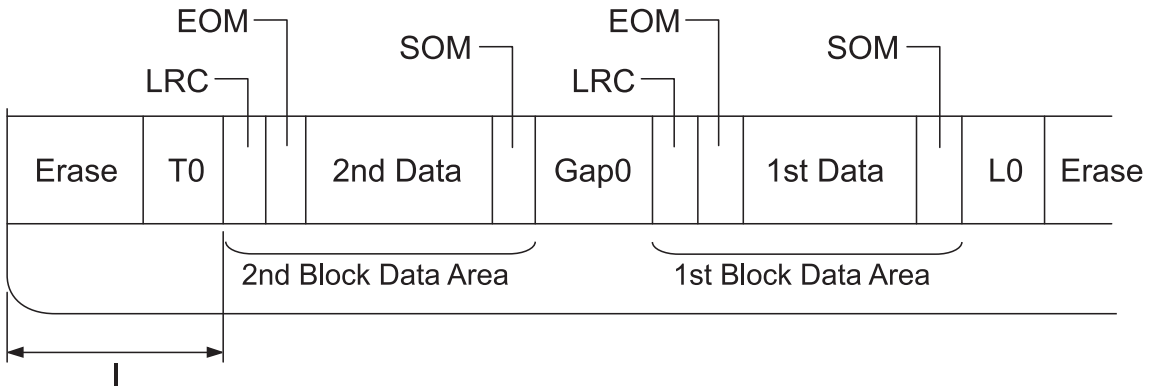 EOM
SOM
EOM
SOM
LRC
LRC
Erase T0 2nd Data Gap0 1st Data L0 Erase
2nd Block Data Area 1st Block Data Area